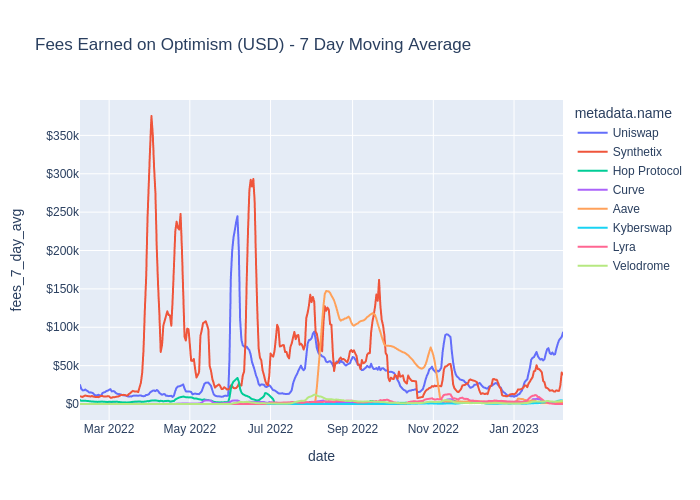 Fees Earned on Optimism (USD) - 7 Day Moving Average
metadata.name
Uniswap
Synthetix
Hop Protocol
Curve
Aave
Kyberswap
Lyra
Velodrome
fees_7_day_avg
$350k
$300k
$250k
$200k
$150k
$100k
$50k
$0
Mar 2022
May 2022
Jul 2022
Sep 2022
Nov 2022
Jan 2023
date